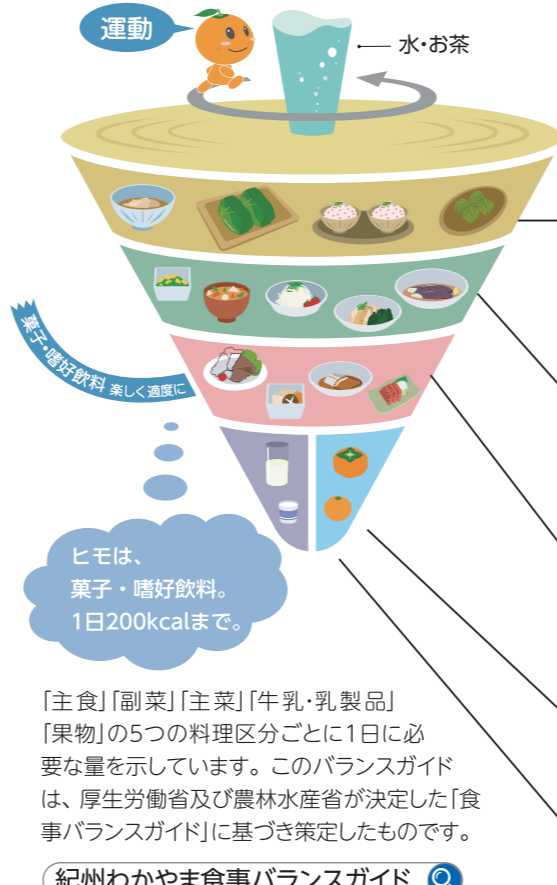 運動
水・お茶
菓子・嗜好飲料 楽しく適度に
ヒモは、
菓子・嗜好飲料。
1日200kcalまで。
「主食」「副菜」「主菜」「牛乳・乳製品」
「果物」の5つの料理区分ごとに1日に必
要な量を示しています。このバランスガイド
は、厚生労働省及び農林水産省が決定した「食
事バランスガイド」に基づき策定したものです。
紀州わかやま食事バランスガイド